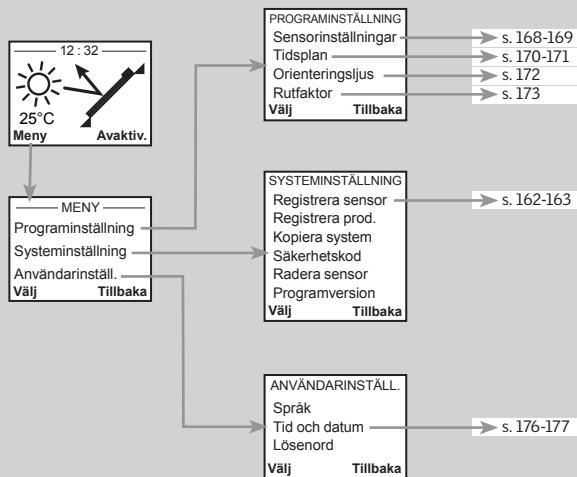 12 : 32
25°C
Meny Avaktiv.
MENY
Programinställning
Systeminställning
Användarinställ.
Välj Tillbaka
PROGRAMINSTÄLLNING
Sensorinställningar s. 168-169
Tidsplan s. 170-171
Orienteringsljus s. 172
Rutfaktor s. 173
Välj Tillbaka
SYSTEMINSTÄLLNING
Registrera sensor s. 162-163
Registrera prod.
Kopiera system
Säkerhetskod
Radera sensor
Programversion
Välj Tillbaka
ANVÄNDARINSTÄLL.
Språk
Tid och datum s. 176-177
Lösenord
Välj Tillbaka